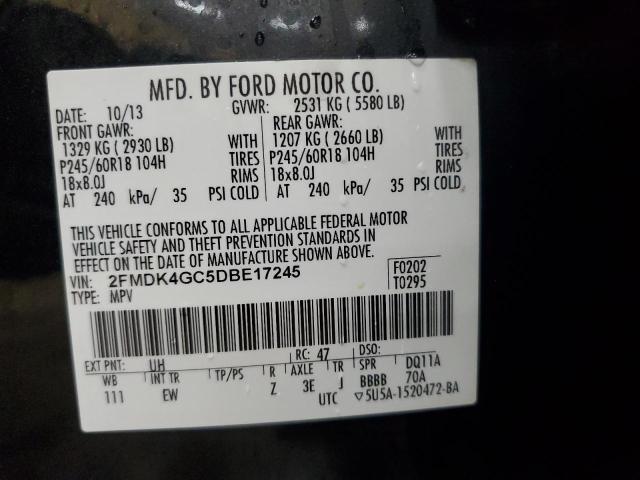 MFD. BY FORD MOTOR CO.
DATE: 10/13 GVWR: 2531 KG ( 5580 LB)
FRONT GAWR: REAR GAWR:
1329 KG ( 2930 LB) WITH 1207 KG ( 2660 LB) WITH
P245/60R18 104H TIRES P245/60R18 104H TIRES
18x8.0J RIMS 18x8.0J RIMS
AT 240 kPa/ 35 PSI COLD AT 240 kPa/ 35 PSI COLD
THIS VEHICLE CONFORMS TO ALL APPLICABLE FEDERAL MOTOR
VEHICLE SAFETY AND THEFT PREVENTION STANDARDS IN
EFFECT ON THE DATE OF MANUFACTURE SHOWN ABOVE.
VIN: 2FMDK4GC5DBE17245 F0202
TYPE: MPV T0295
EXT PNT: UH RC: 47 DSO:
WB INT TR TP/PS R AXLE TR SPR DQ11A
111 EW Z 3E J BBBB 70A
UTC ▽5U5A-1520472-BA